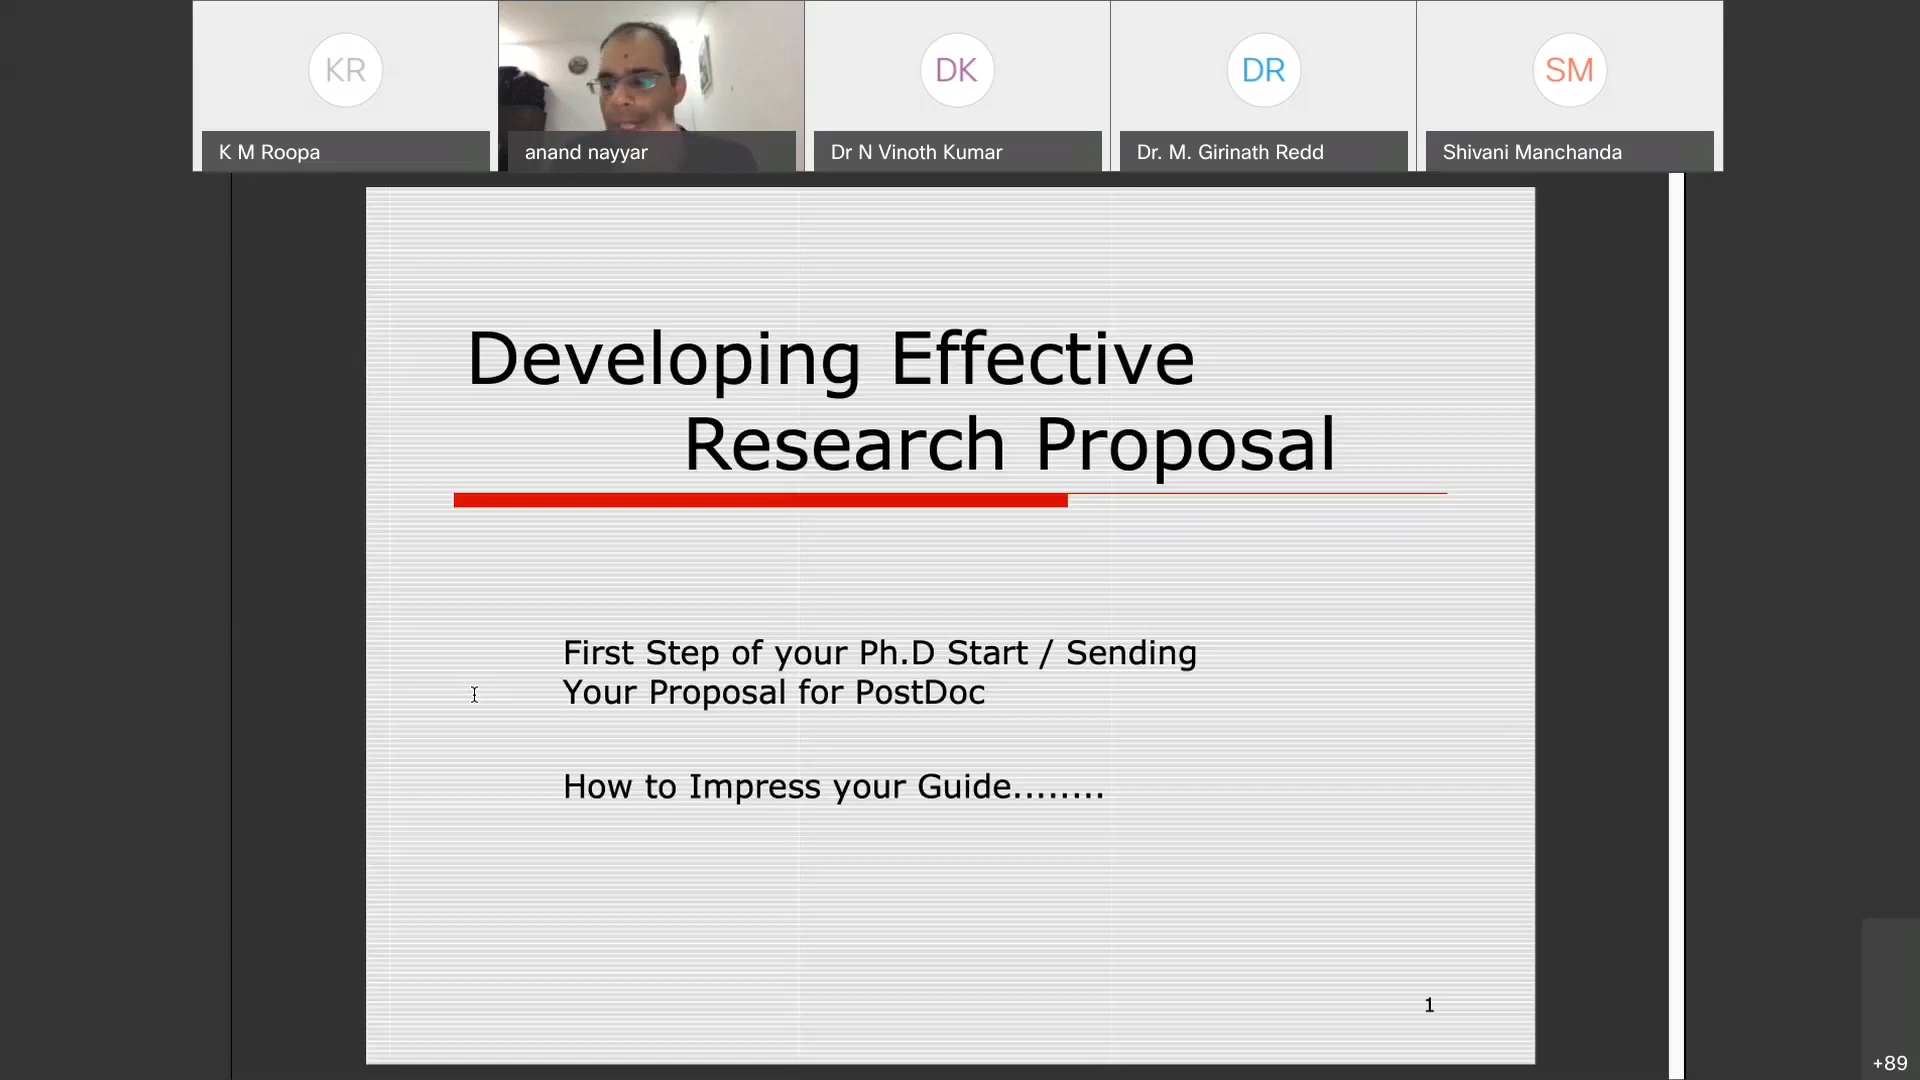 KR
DK
DR
SM
K M Roopa
anand nayyar
Dr N Vinoth Kumar
Dr. M. Girinath Redd
Shivani Manchanda
Developing Effective
Research Proposal
First Step of your Ph.D Start / Sending
Your Proposal for PostDoc
How to Impress your Guide........
1
+89